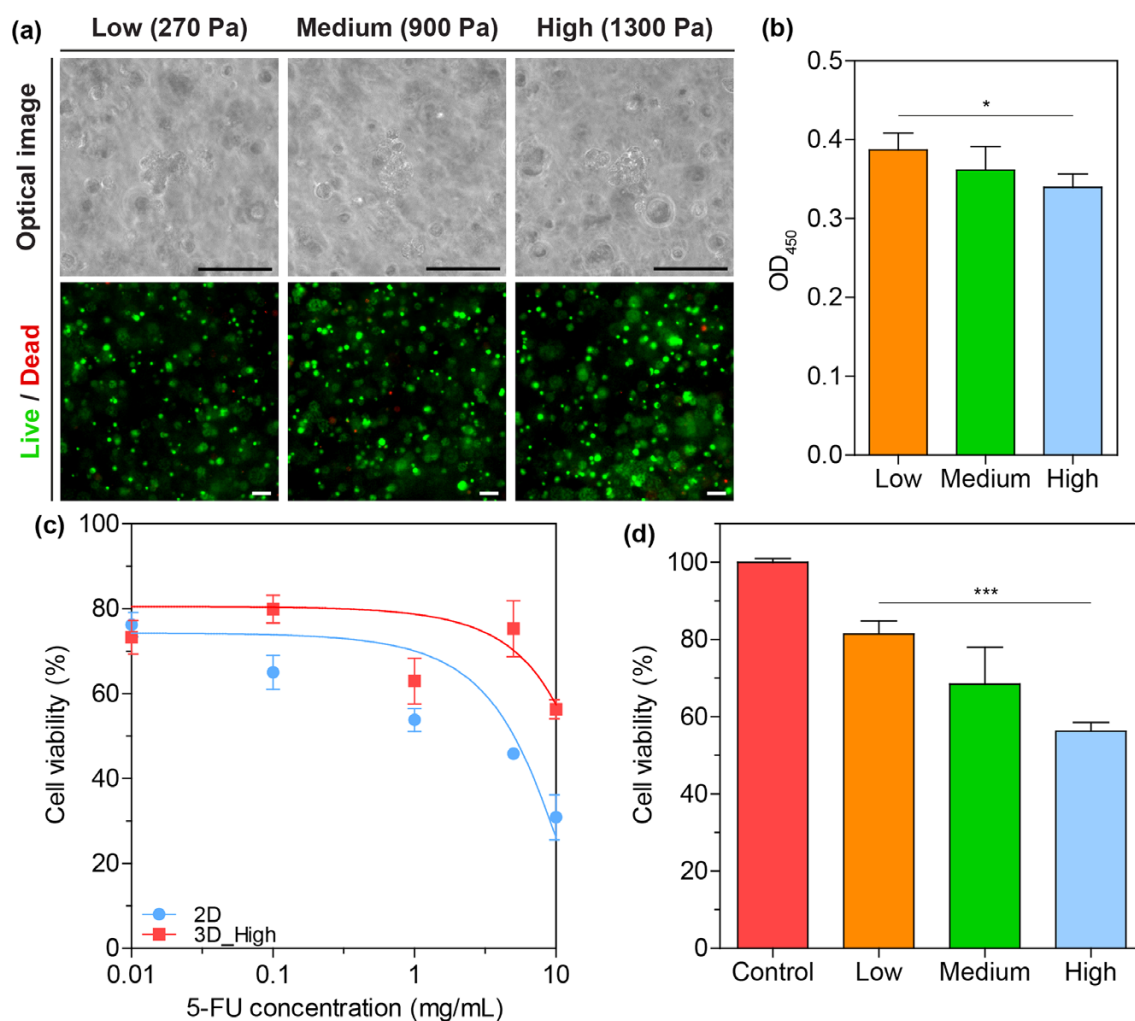 (a)
Low (270 Pa) Medium (900 Pa) High (1300 Pa)
Optical image
Live / Dead
(b)
OD450
0.5
0.4
0.3
0.2
0.1
0.0
*
Low Medium High
(c)
Cell viability (%)
100
80
60
40
20
0
2D
3D_High
0.01 0.1 1 10
5-FU concentration (mg/mL)
(d)
Cell viability (%)
100
80
60
40
20
0
***
Control Low Medium High